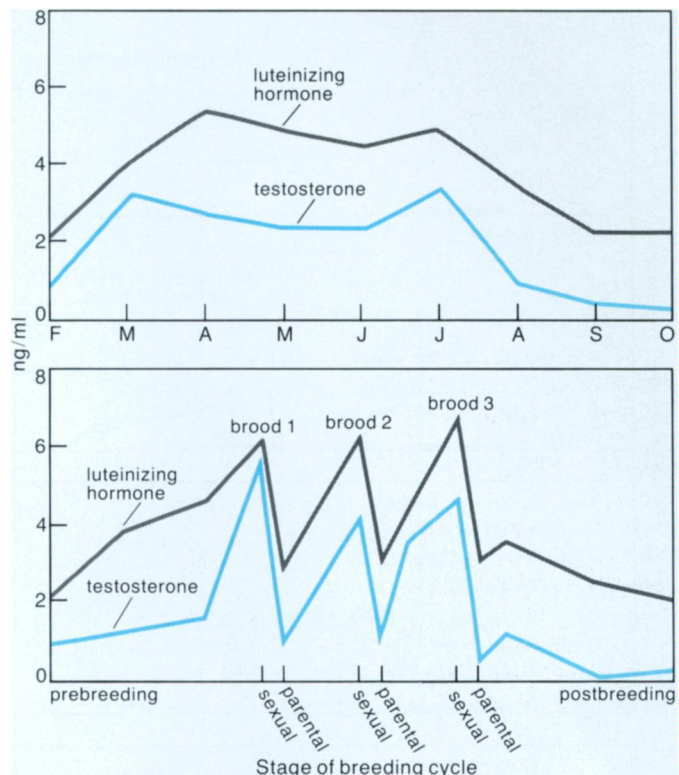 8
luteinizing
hormone
6
4
testosterone
2
0
F M A M J J A S O
ng/ml
8
brood 3
brood 1 brood 2
6
luteinizing
hormone
4
testosterone
2
0
prebreeding sexual parental sexual parental sexual parental postbreeding
Stage of breeding cycle